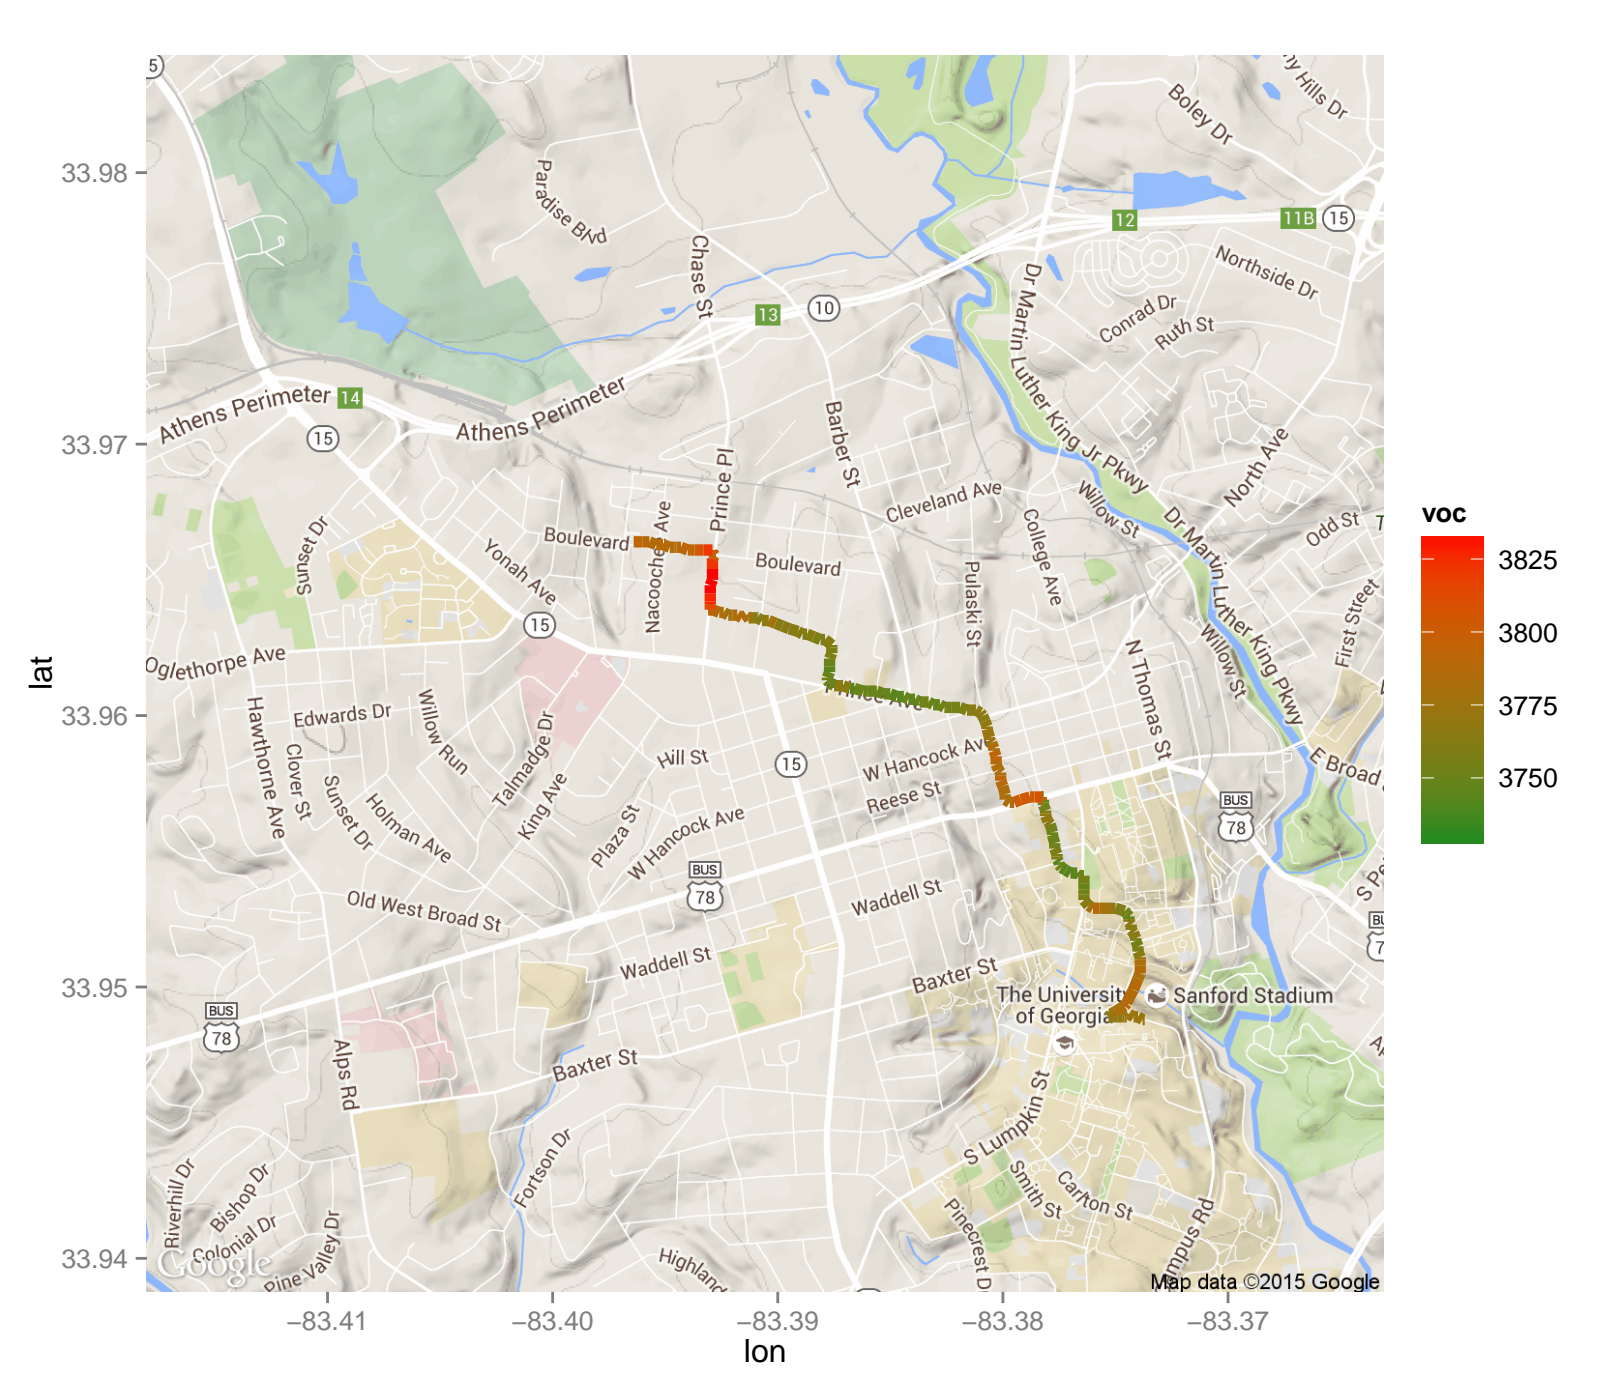 5
Boley Dr
Hills Dr
33.98
Paradise Blvd
12
11B
15
Chase St
Northside Dr
13
10
Conrad Dr
Ruth St
Dr Martin Luther King Jr Pkwy
Athens Perimeter
14
Athens Perimeter
15
33.97
Barber St
Prince Pl
North Ave
Cleveland Ave
Willow St
Dr Martin Luther King Pkwy
Odd St
T
College Ave
Sunset Dr
Boulevard
Nacoochee Ave
Boulevard
Yonah Ave
Pulaski St
First Street
15
Oglethorpe Ave
N Thomas St
Willow St
lat
33.96
Hawthorne Ave
Edwards Dr
Willow Run
Talmadge Dr
Clover St
Hill St
15
W Hancock Ave
Reese St
E Broad
Sunset Dr
Holman Ave
King Ave
Plaza St
W Hancock Ave
BUS
78
BUS
78
Old West Broad St
Waddell St
S Pe
BU
7
Waddell St
Baxter St
33.95
The University
of Georgia
Sanford Stadium
BUS
78
Alps Rd
Baxter St
S Lumpkin St
Fortson Dr
Riverhill Dr
Bishop Dr
Colonial Dr
Pine Valley Dr
Smith St
Carlton St
Pinecrest D
mpus Rd
Highland
33.94
Google
Map data ©2015 Google
−83.41
−83.40
−83.39
−83.38
−83.37
lon
voc
3825
3800
3775
3750